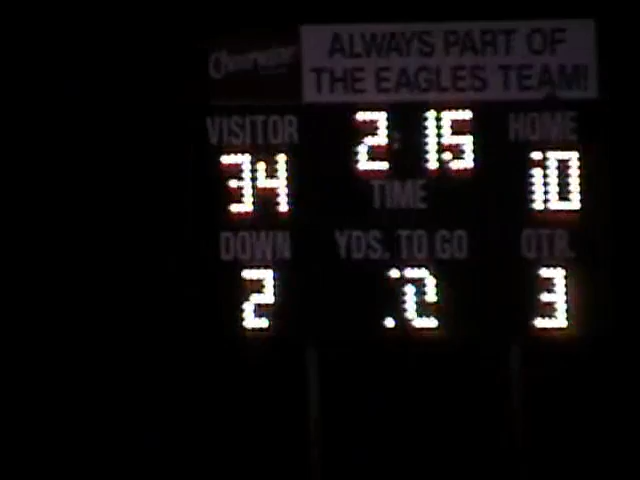 ALWAYS PART OF
THE EAGLES TEAM!
VISITOR 2:15 HOME
34 TIME 10
DOWN YDS. TO GO QTR.
2 3